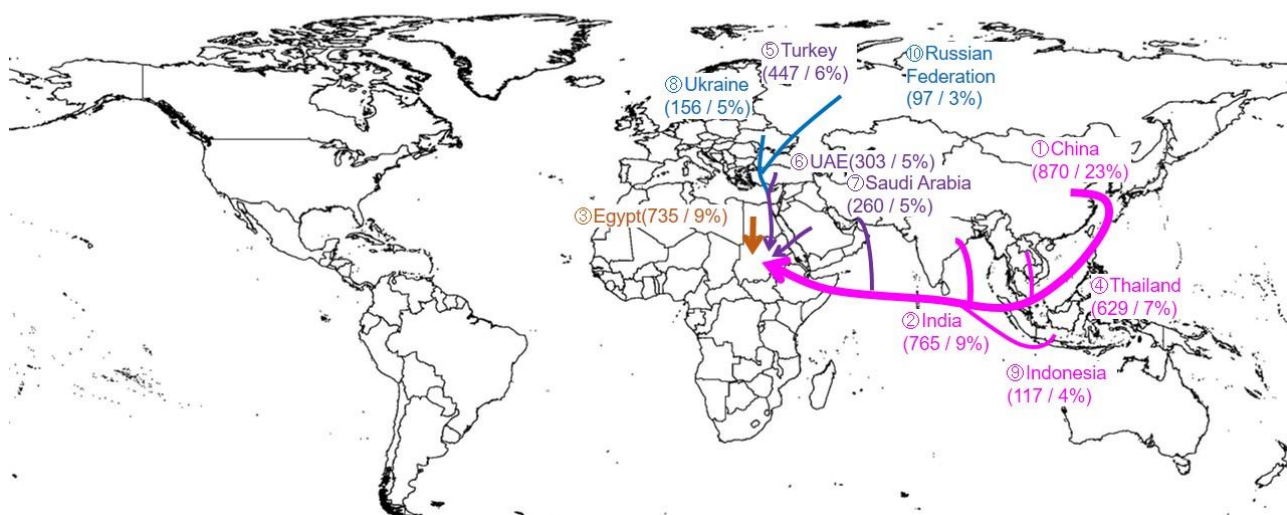 ⑤Turkey
(447 / 6%)
⑩Russian
Federation
(97 / 3%)
⑧Ukraine
(156 / 5%)
①China
(870 / 23%)
⑥UAE(303 / 5%)
⑦Saudi Arabia
(260 / 5%)
③Egypt(735 / 9%)
④Thailand
(629 / 7%)
②India
(765 / 9%)
⑨Indonesia
(117 / 4%)